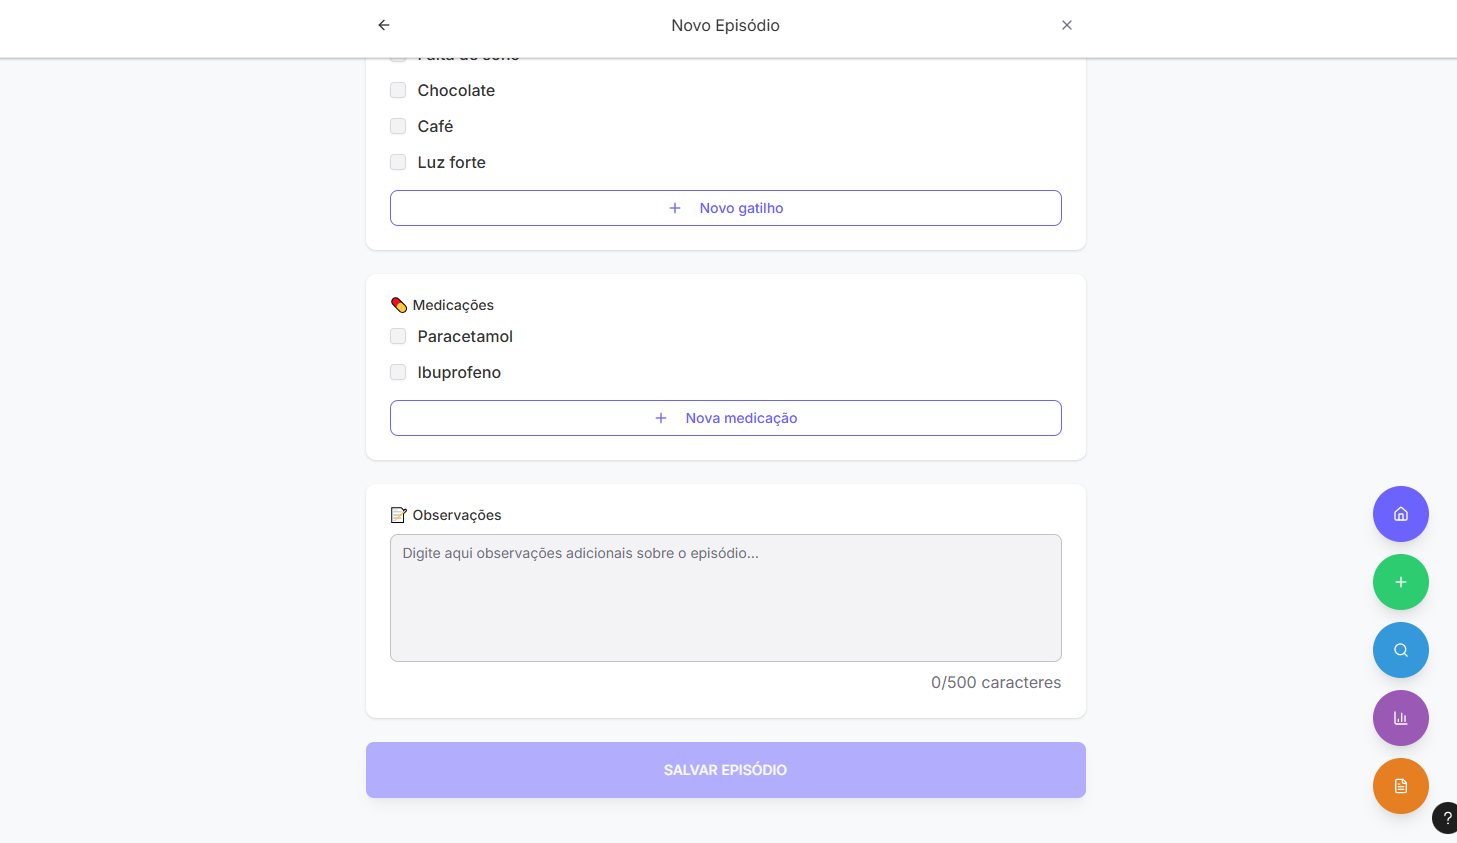 Novo Episódio
Chocolate
Café
Luz forte
Novo gatilho
Medicações
Paracetamol
Ibuprofeno
Nova medicação
Observações
Digite aqui observações adicionais sobre o episódio...
0/500 caracteres
SALVAR EPISÓDIO
?